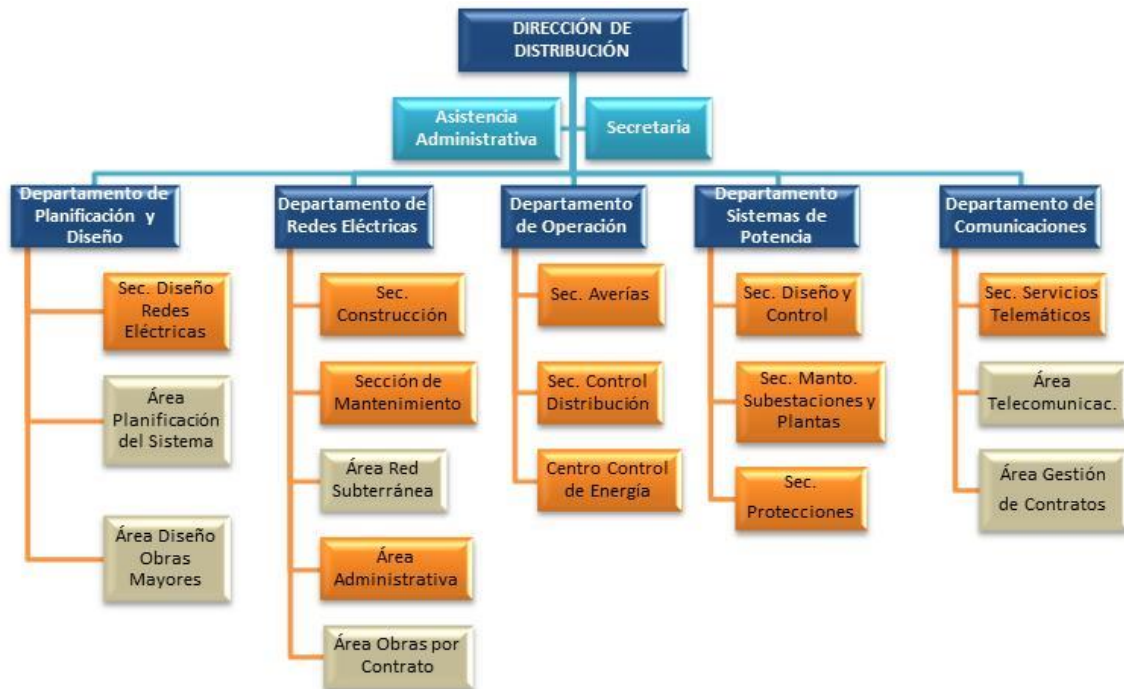 DIRECCIÓN DE
DISTRIBUCIÓN
Asistencia
Administrativa
Secretaria
Departamento de
Planificación y
Diseño
Departamento de
Redes Eléctricas
Departamento
de Operación
Departamento
Sistemas de
Potencia
Departamento de
Comunicaciones
Sec. Diseño
Redes
Eléctricas
Área
Planificación
del Sistema
Área Diseño
Obras
Mayores
Sec.
Construcción
Sección de
Mantenimiento
Área Red
Subterránea
Área
Administrativa
Área Obras por
Contrato
Sec. Averías
Sec. Control
Distribución
Centro Control
de Energía
Sec. Diseño y
Control
Sec. Manto.
Subestaciones y
Plantas
Sec.
Protecciones
Sec. Servicios
Telemáticos
Área
Telecomunicac.
Área Gestión
de Contratos